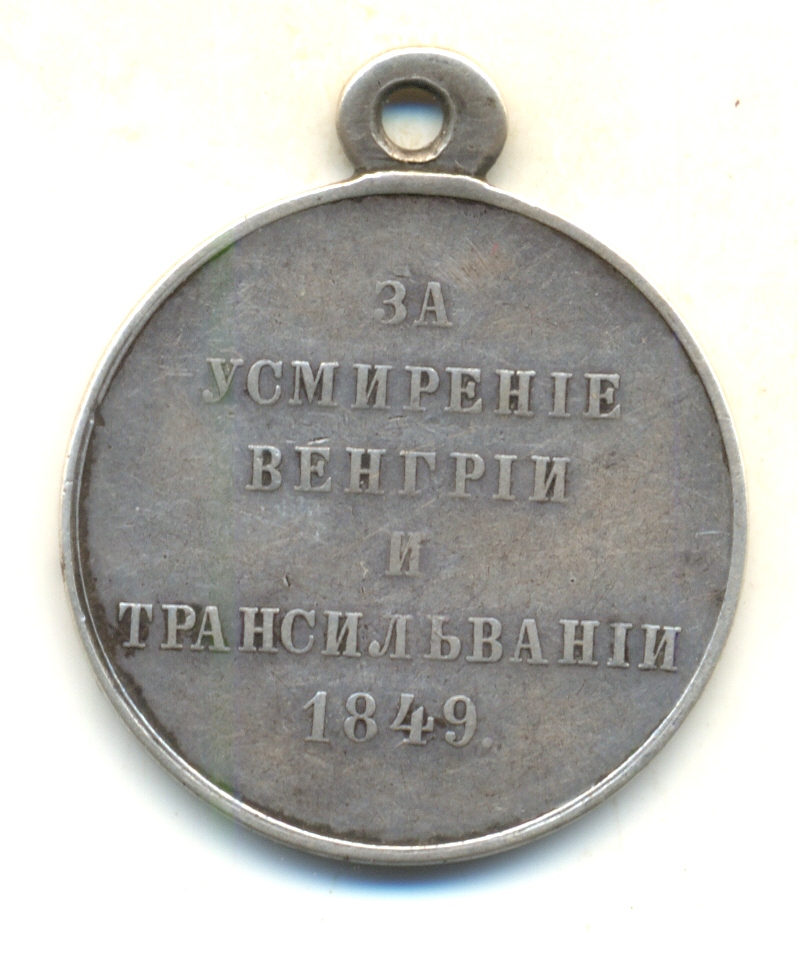 ЗА
УСМИРЕНІЕ
ВЕНГРІИ
И
ТРАНСИЛЬВАНІИ
1849.